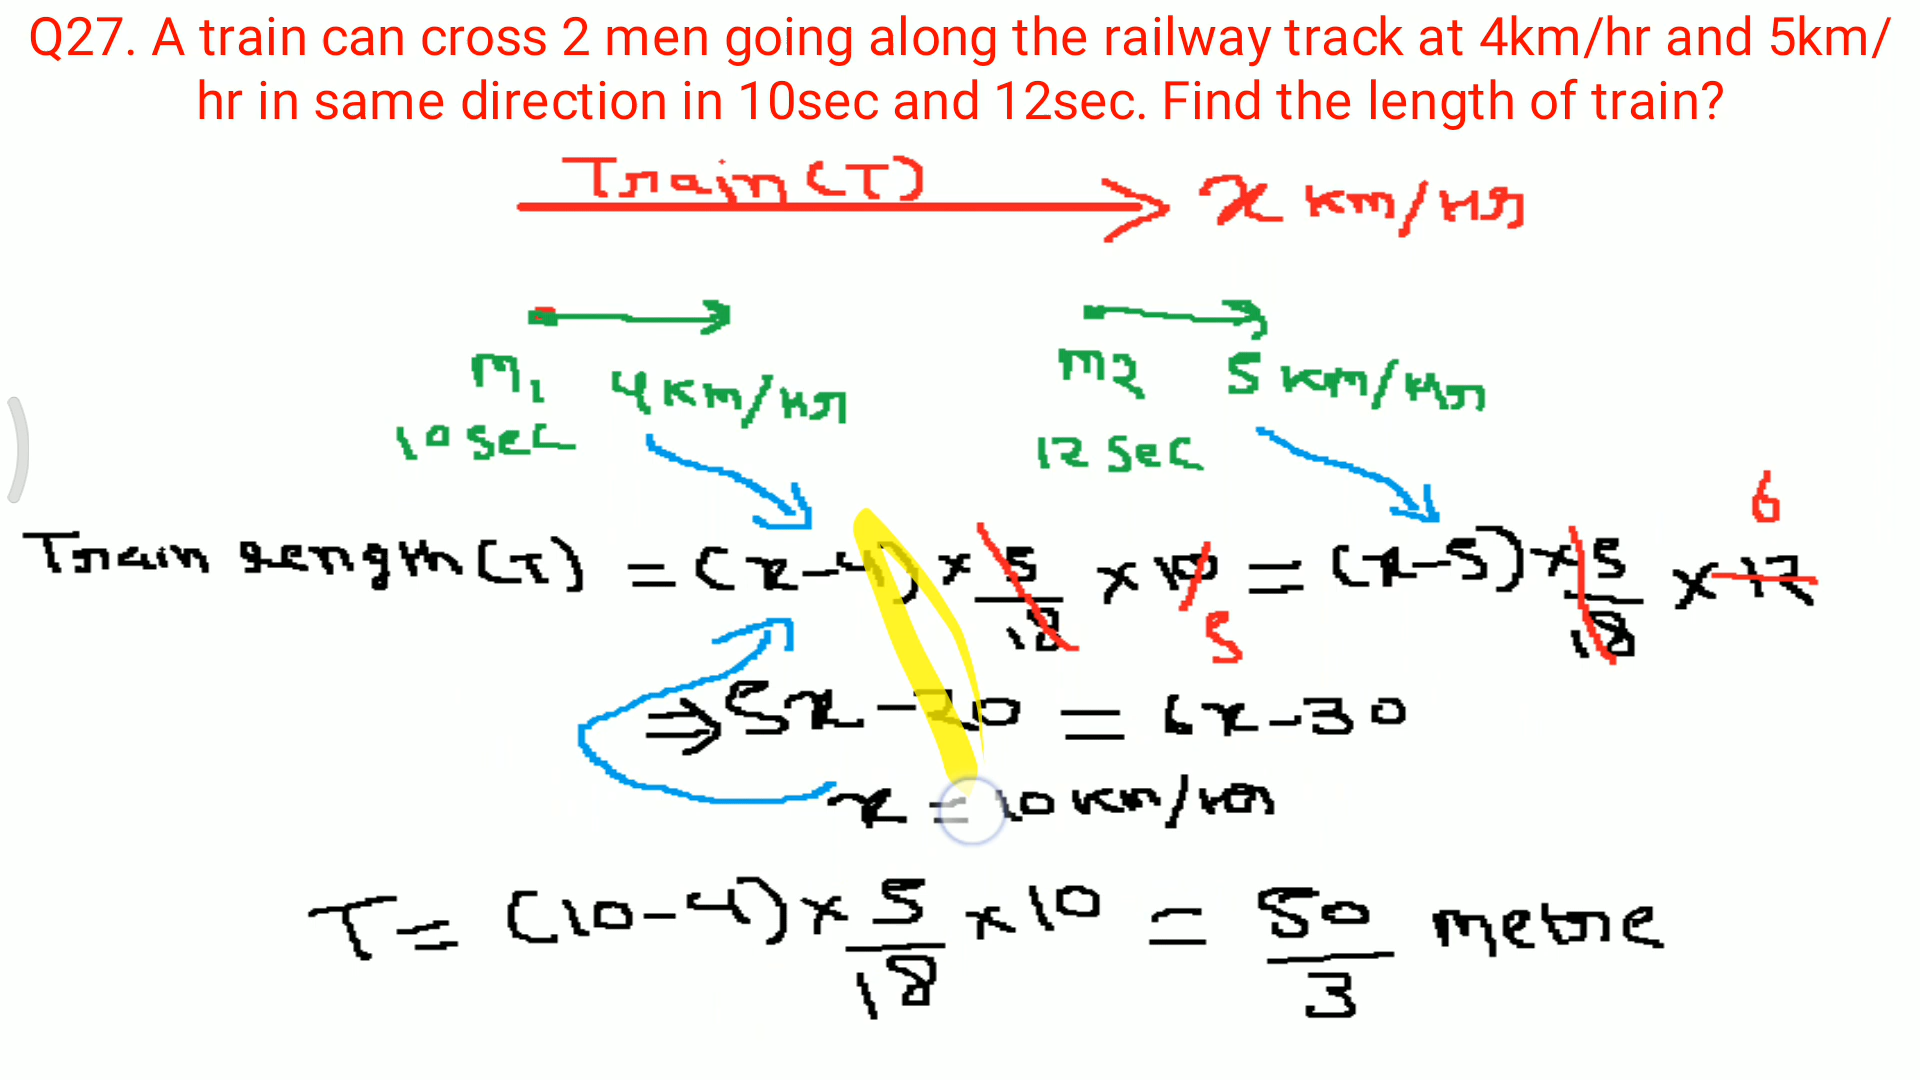 Q27. A train can cross 2 men going along the railway track at 4km/hr and 5km/
hr in same direction in 10sec and 12sec. Find the length of train?
Train (T) x Km/Hr
M1 4Km/Hr M2 5 Km/Hr
10 sec 12 Sec
6
Train Length (T) = (x-4) × 5/18 × 10 = (x-5) × 5/18 × 12
5
⇒ 5x - 20 = 6x - 30
x = 10 Km/Hr
T = (10-4) × 5/18 × 10 = 50/3 metre